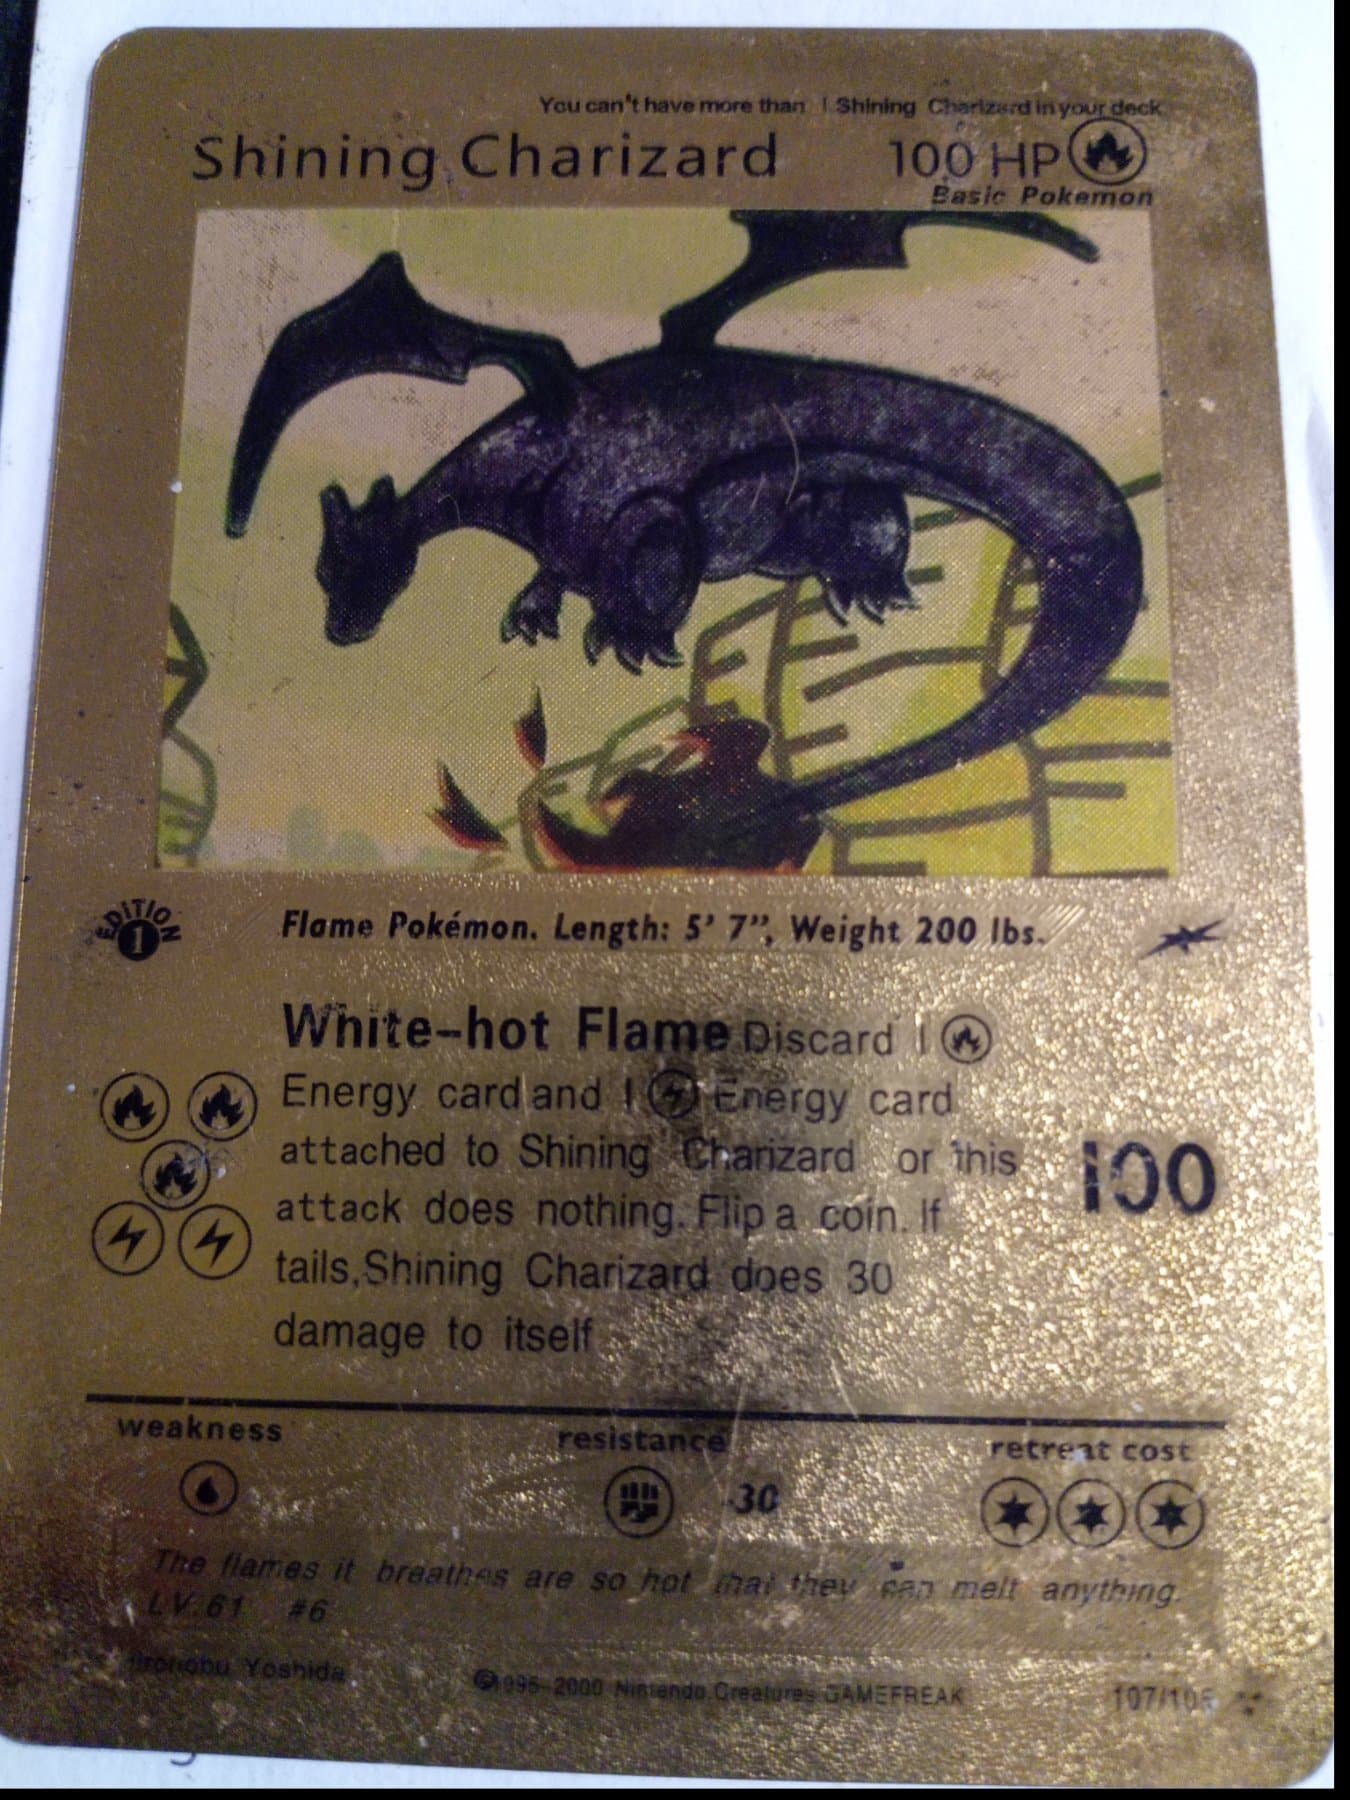 You can't have more than 1 Shining Charizard in your deck
Shining Charizard 100 HP
Basic Pokemon
EDITION 1
Flame Pokémon. Length: 5' 7", Weight 200 lbs.
White-hot Flame Discard 1
Energy card and 1 Energy card
attached to Shining Charizard or this
attack does nothing. Flip a coin. If
tails,Shining Charizard does 30
damage to itself
100
weakness resistance retreat cost
-30
The flames it breathes are so hot that they can melt anything.
LV.61 #6
Hironobu Yoshida ©1995-2000 Nintendo.Creatures GAMEFREAK 107/105